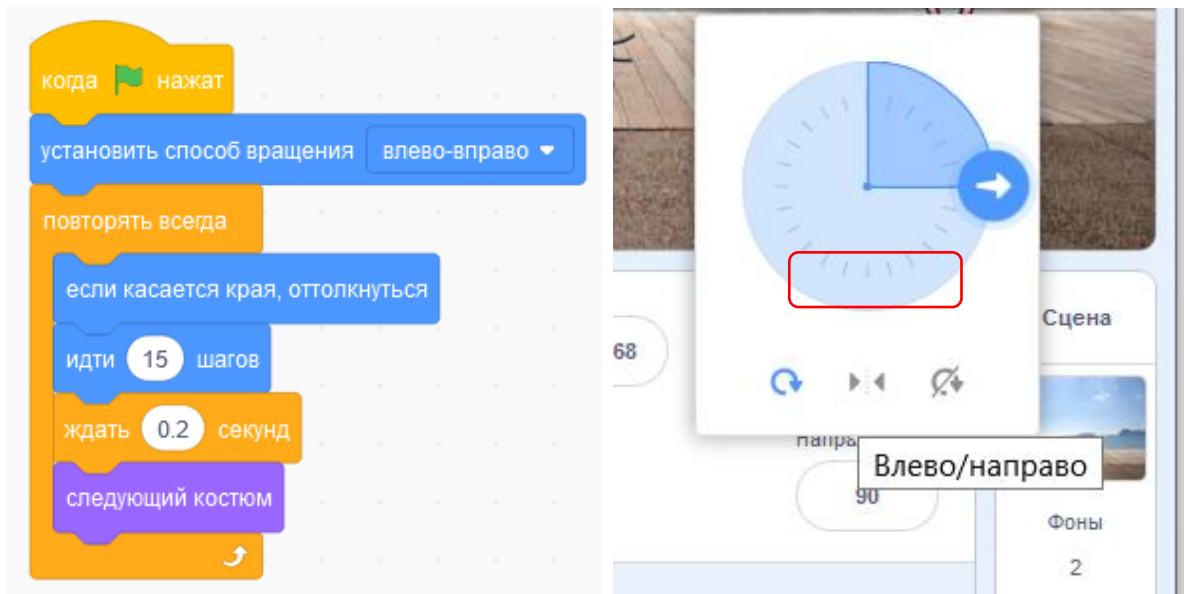 когда нажат
установить способ вращения влево-вправо
повторять всегда
если касается края, оттолкнуться
идти 15 шагов
ждать 0.2 секунд
следующий костюм
Сцена
68
Влево/направо
90
Фоны
2